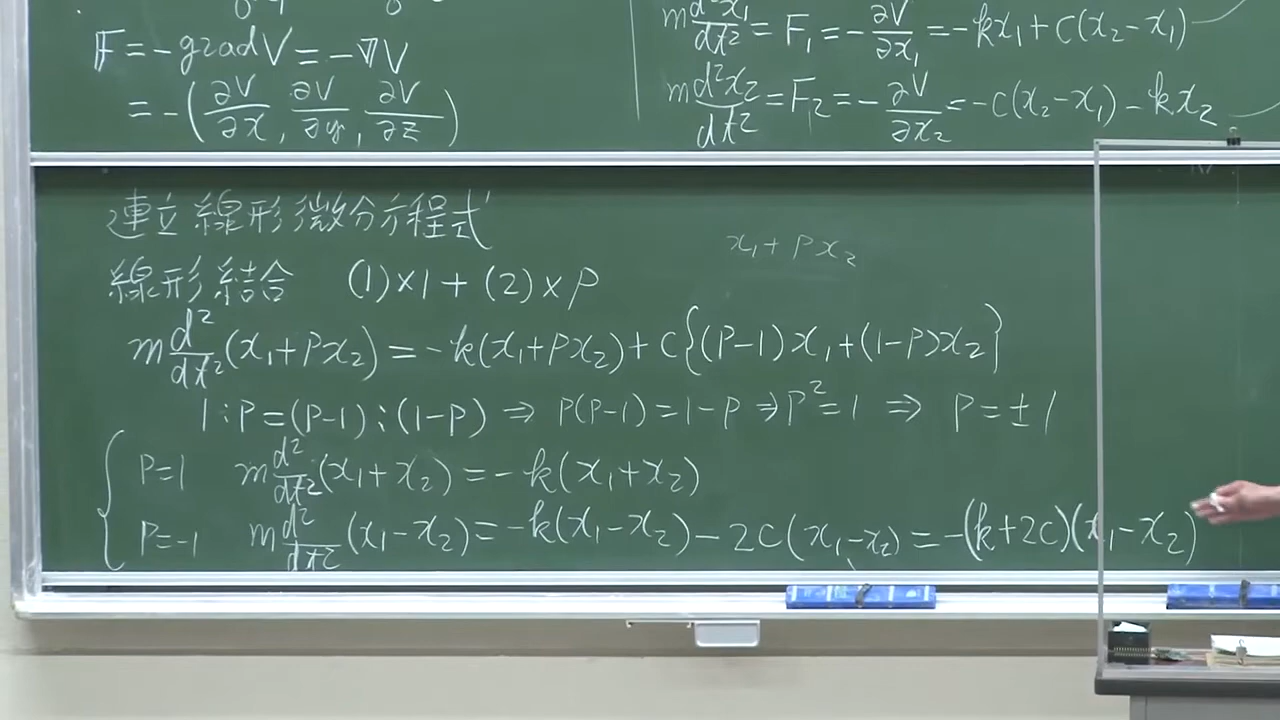 𝔽 = -grad V = -∇V
= -(∂V/∂x, ∂V/∂y, ∂V/∂z)
m d²x₁/dt² = F₁ = -∂V/∂x₁ = -kx₁ + c(x₂-x₁)
m d²x₂/dt² = F₂ = -∂V/∂x₂ = -c(x₂-x₁) - kx₂
連立線形微分方程式
x₁ + px₂
線形結合 (1)×1 + (2)×p
m d²/dt² (x₁+px₂) = -k(x₁+px₂) + c{(p-1)x₁+(1-p)x₂}
1:p = (p-1):(1-p) ⇒ p(p-1) = 1-p ⇒ p² = 1 ⇒ p = ±1
p=1 m d²/dt² (x₁+x₂) = -k(x₁+x₂)
p=-1 m d²/dt² (x₁-x₂) = -k(x₁-x₂) - 2c(x₁-x₂) = -(k+2c)(x₁-x₂)